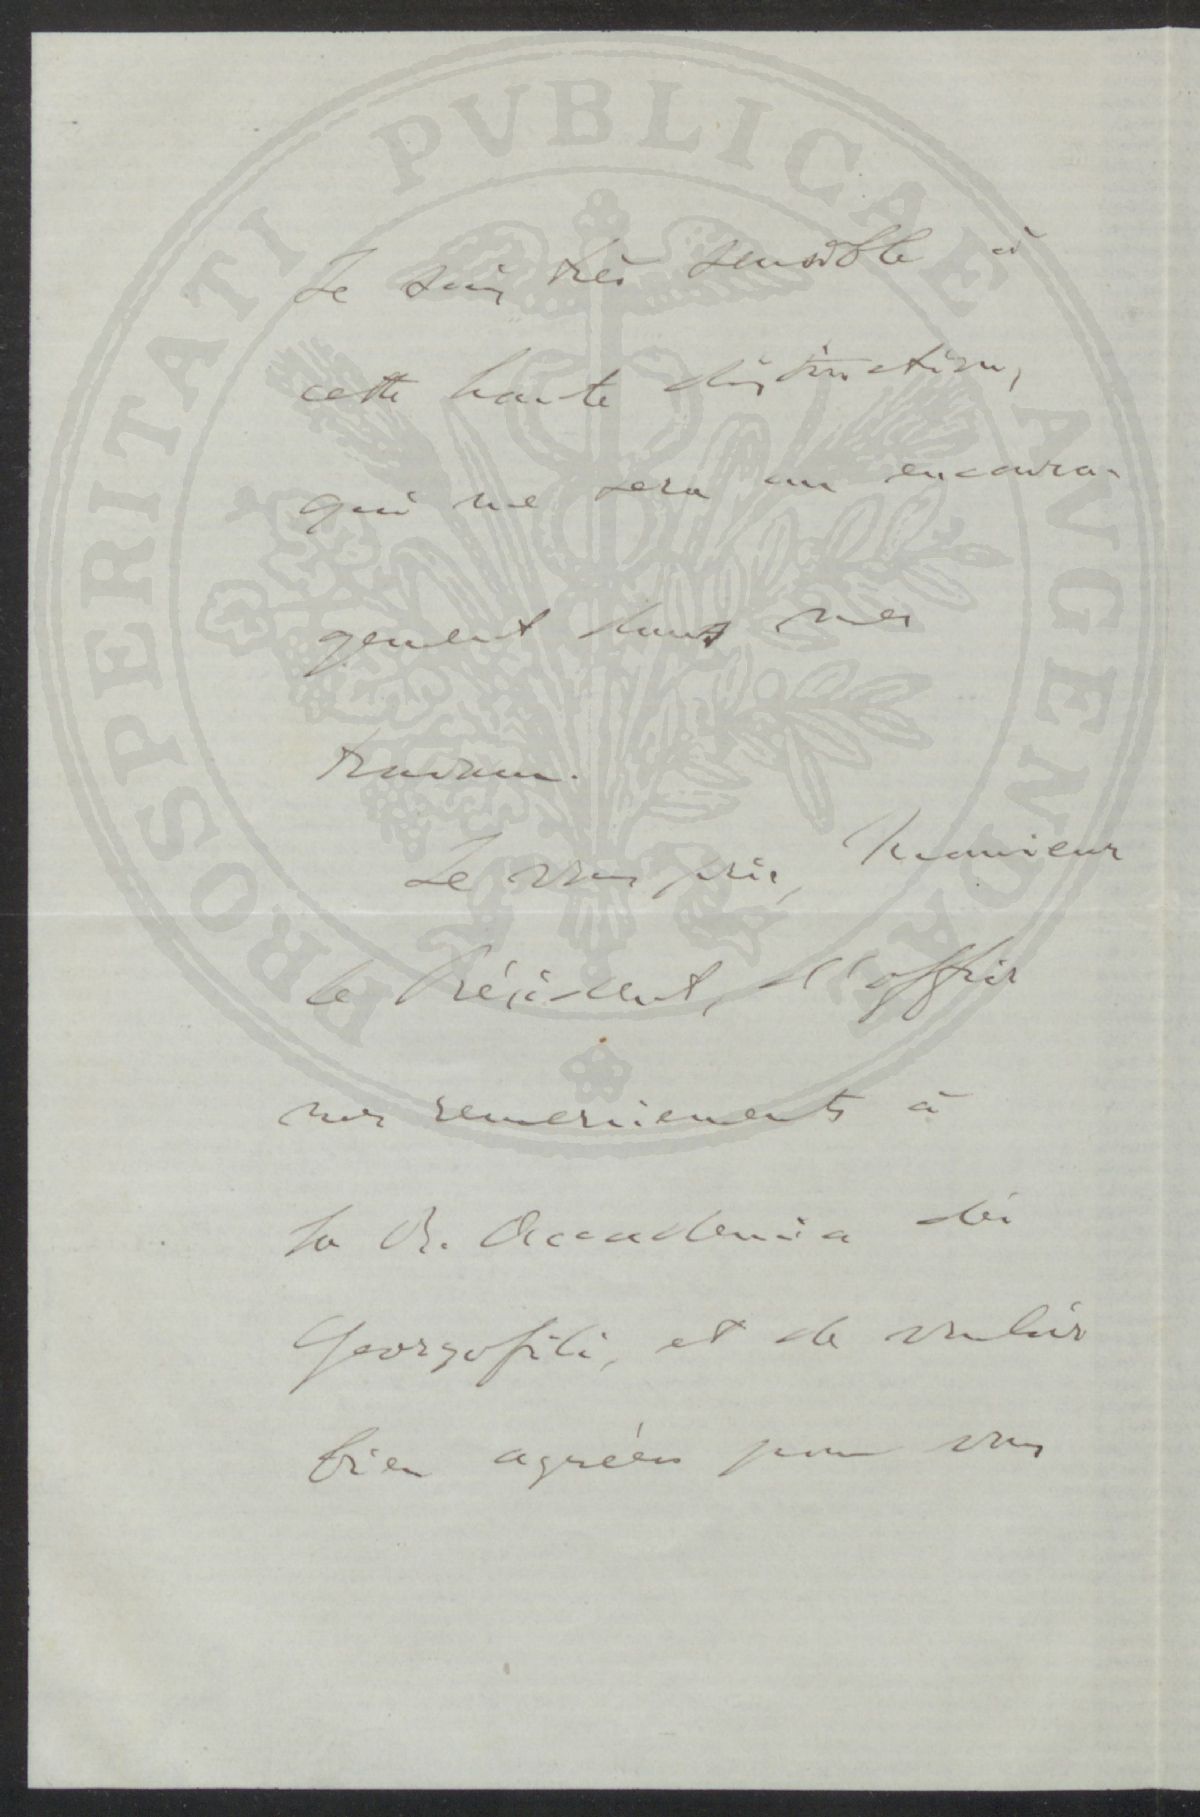 PROSPERITATI PVBLICAE AVGENDAE
Je suis très sensible à
cette haute distinction,
qui me sera un encoura-
gement dans mes
travaux.
Je vous prie, Monsieur
le Président, d'offrir
mes remerciements à
la R. Accademia dei
Georgofili, et de vouloir
bien agréer pour vous